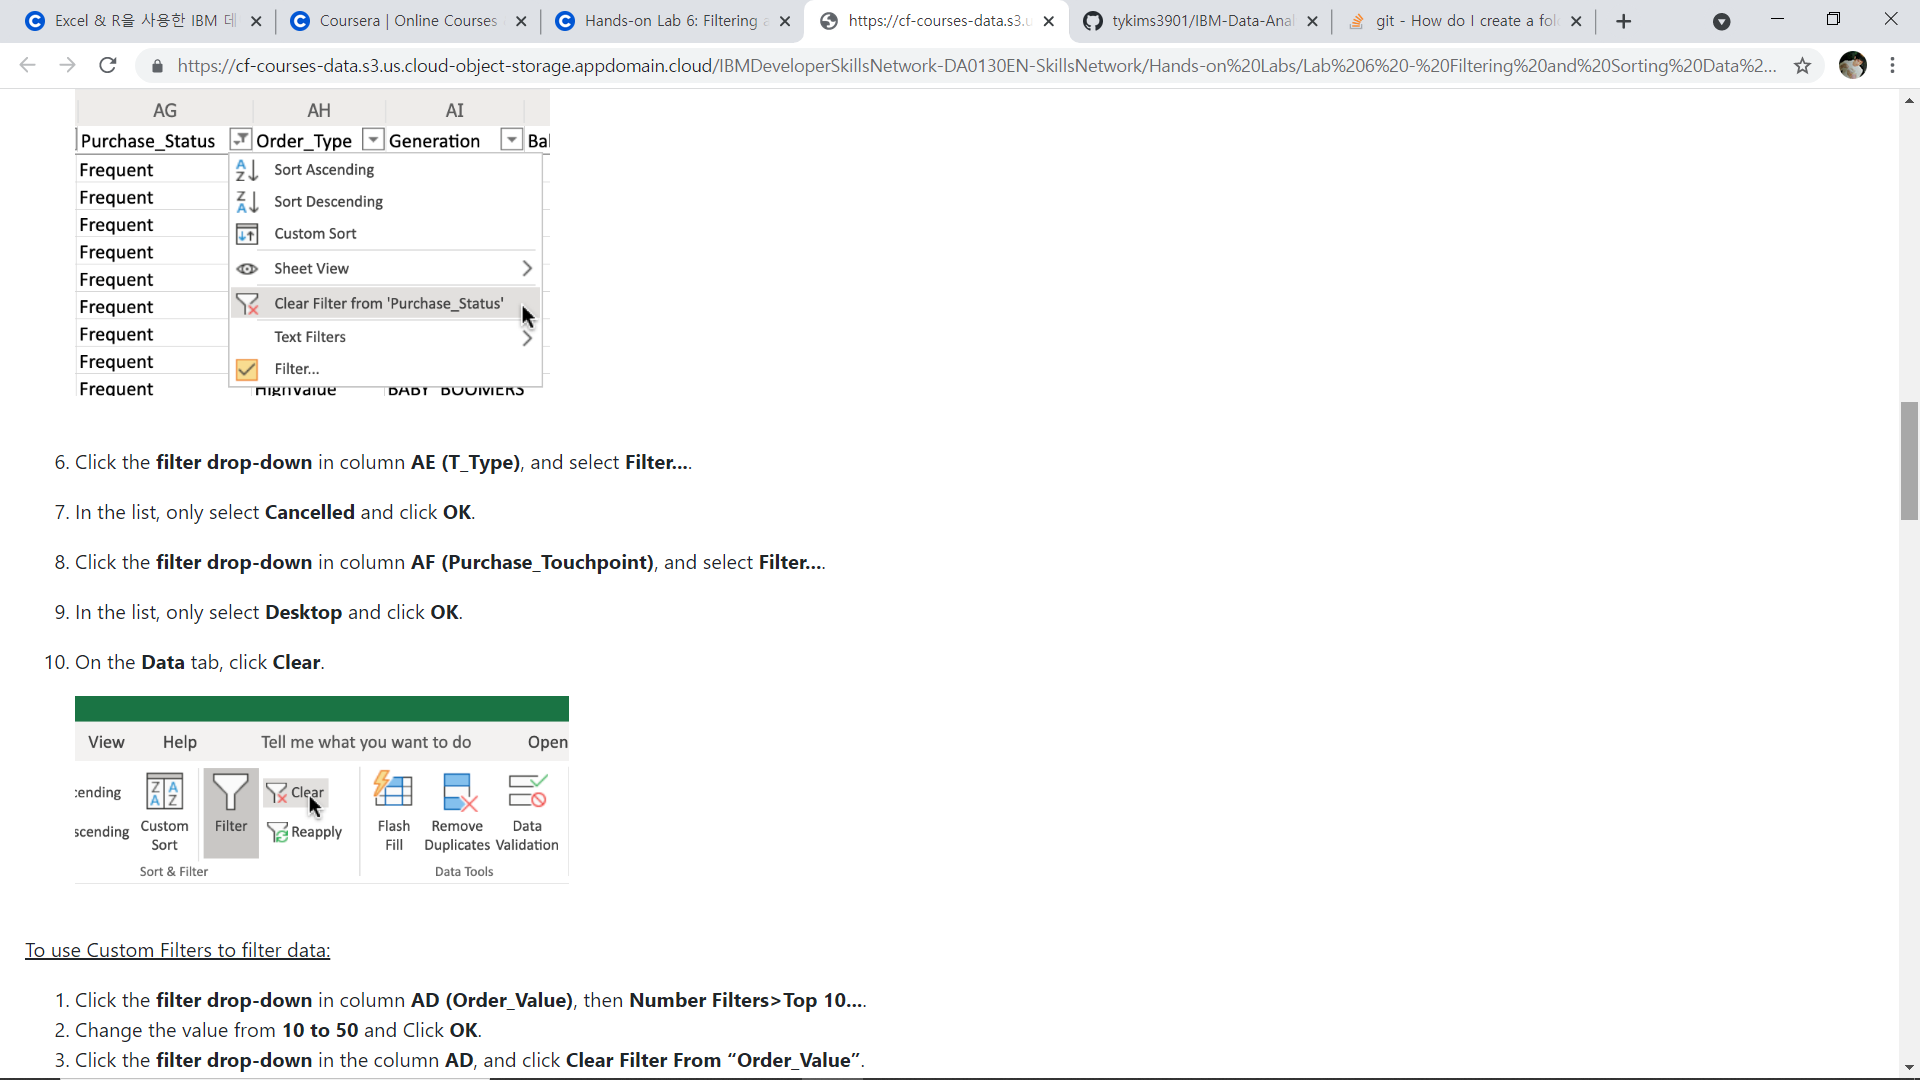 Excel & R을 사용한 IBM 데
Coursera | Online Courses
Hands-on Lab 6: Filtering a
https://cf-courses-data.s3.u
tykims3901/IBM-Data-Anal
git - How do I create a fol
https://cf-courses-data.s3.us.cloud-object-storage.appdomain.cloud/IBMDeveloperSkillsNetwork-DA0130EN-SkillsNetwork/Hands-on%20Labs/Lab%206%20-%20Filtering%20and%20Sorting%20Data%2...
AG AH AI
Purchase_Status Order_Type Generation Bal
Frequent
Frequent
Frequent
Frequent
Frequent
Frequent
Frequent
Frequent
Frequent HighValue BABY_BOOMERS
Sort Ascending
Sort Descending
Custom Sort
Sheet View
Clear Filter from 'Purchase_Status'
Text Filters
Filter...
6. Click the filter drop-down in column AE (T_Type), and select Filter....
7. In the list, only select Cancelled and click OK.
8. Click the filter drop-down in column AF (Purchase_Touchpoint), and select Filter....
9. In the list, only select Desktop and click OK.
10. On the Data tab, click Clear.
View Help Tell me what you want to do Open
cending
scending
Custom Sort
Filter
Clear
Reapply
Flash Fill
Remove Duplicates
Data Validation
Sort & Filter
Data Tools
To use Custom Filters to filter data:
1. Click the filter drop-down in column AD (Order_Value), then Number Filters>Top 10....
2. Change the value from 10 to 50 and Click OK.
3. Click the filter drop-down in the column AD, and click Clear Filter From “Order_Value”.